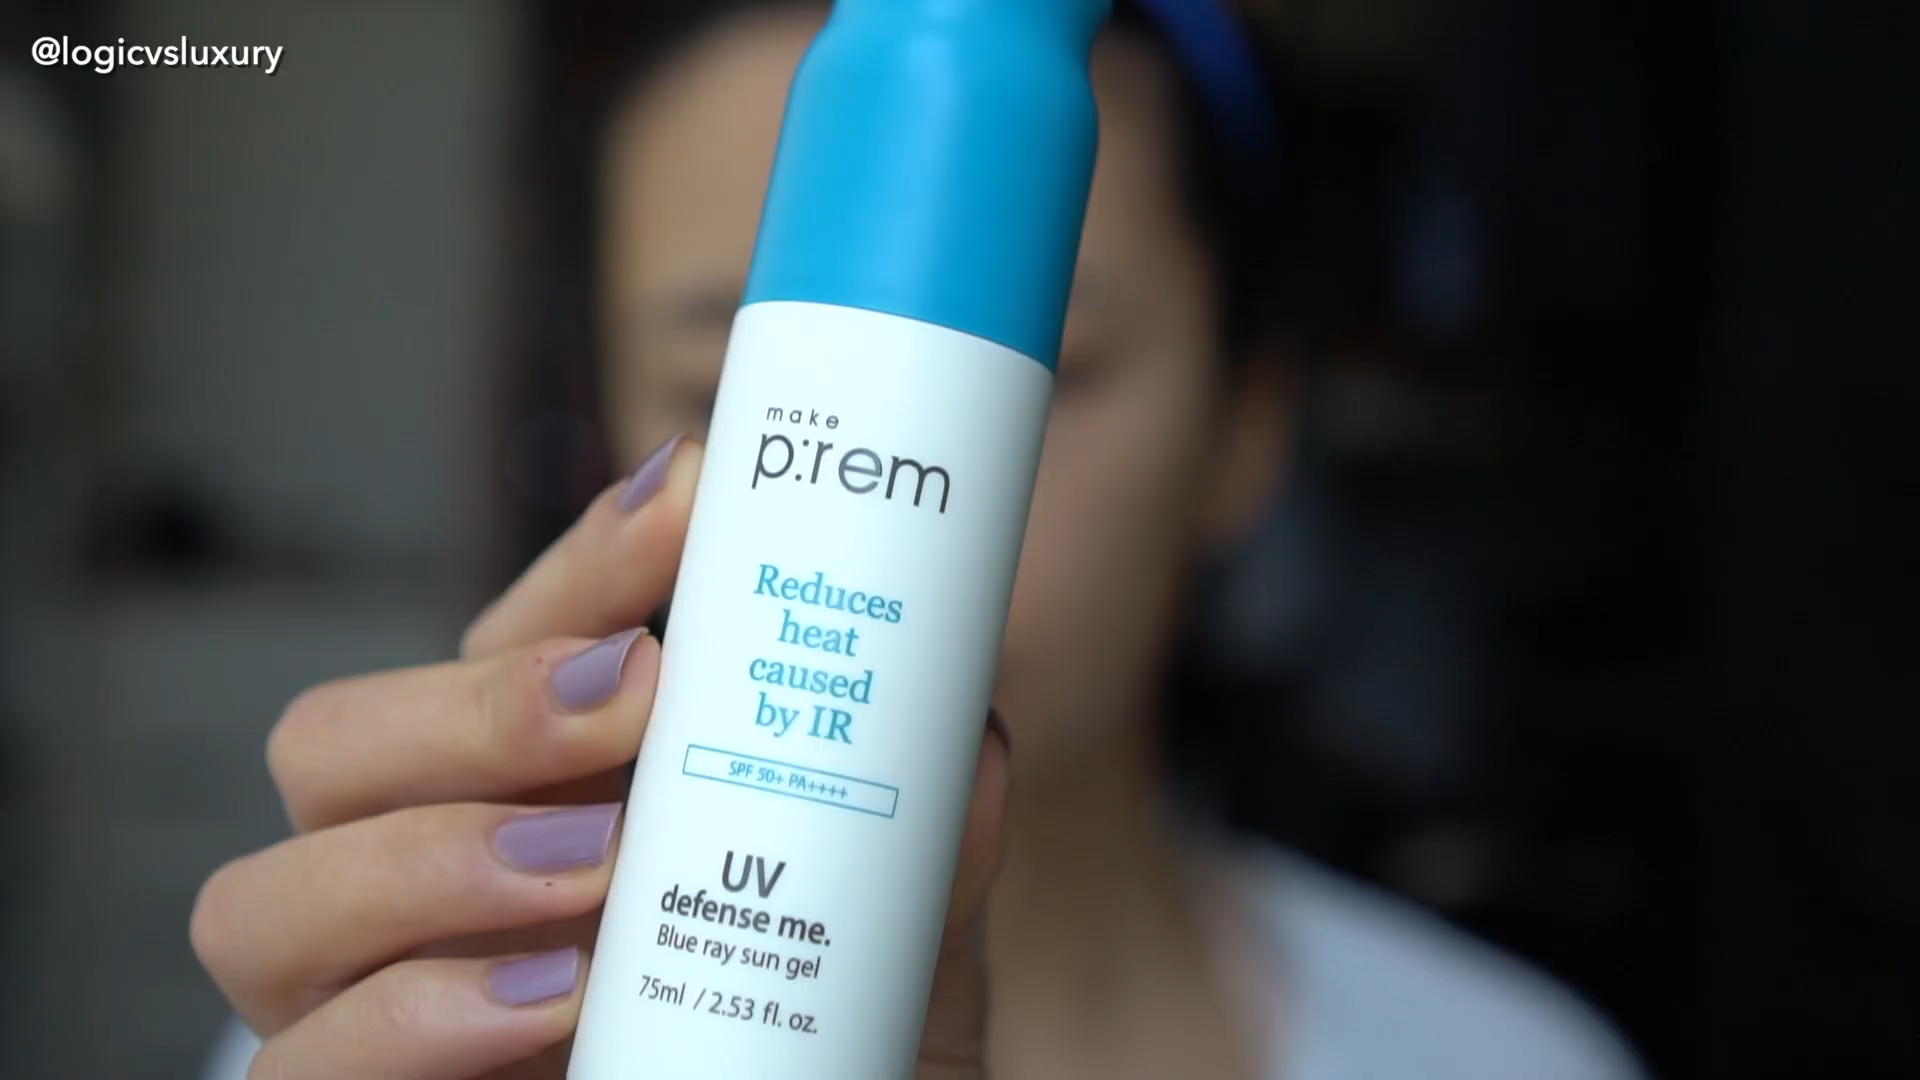 @logicvsluxury
make
p:rem
Reduces
heat
caused
by IR
SPF 50+ PA++++
UV
defense me.
Blue ray sun gel
75ml / 2.53 fl. oz.